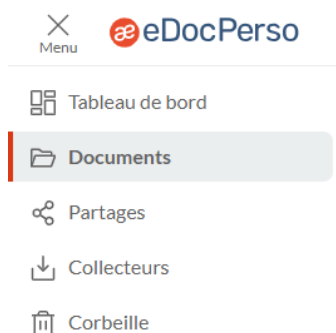 Menu
æ eDocPerso
Tableau de bord
Documents
Partages
Collecteurs
Corbeille